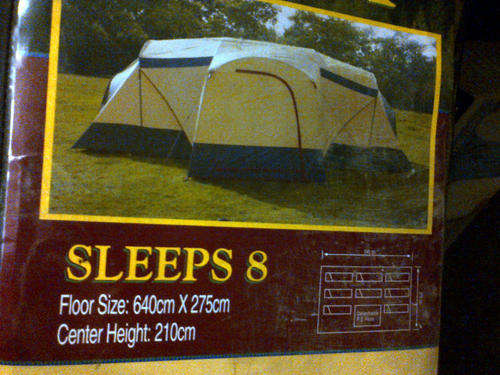 SLEEPS 8
Floor Size: 640cm X 275cm
Center Height: 210cm